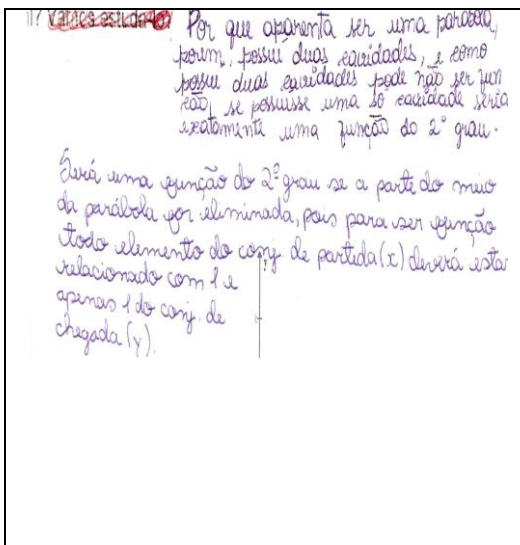 Por que aparenta ser uma parábola,
porem, possui duas cavidades, e como
possui duas cavidades pode não ser fun
ção, se possuisse uma só cavidade seria
exatamente uma função do 2° grau.
Será uma função do 2º grau se a parte do meio
da parábola for eliminada, pois para ser função
todo elemento do conj. de partida (x) deverá estar
relacionado com 1 e
apenas 1 do conj. de
chegada (y).